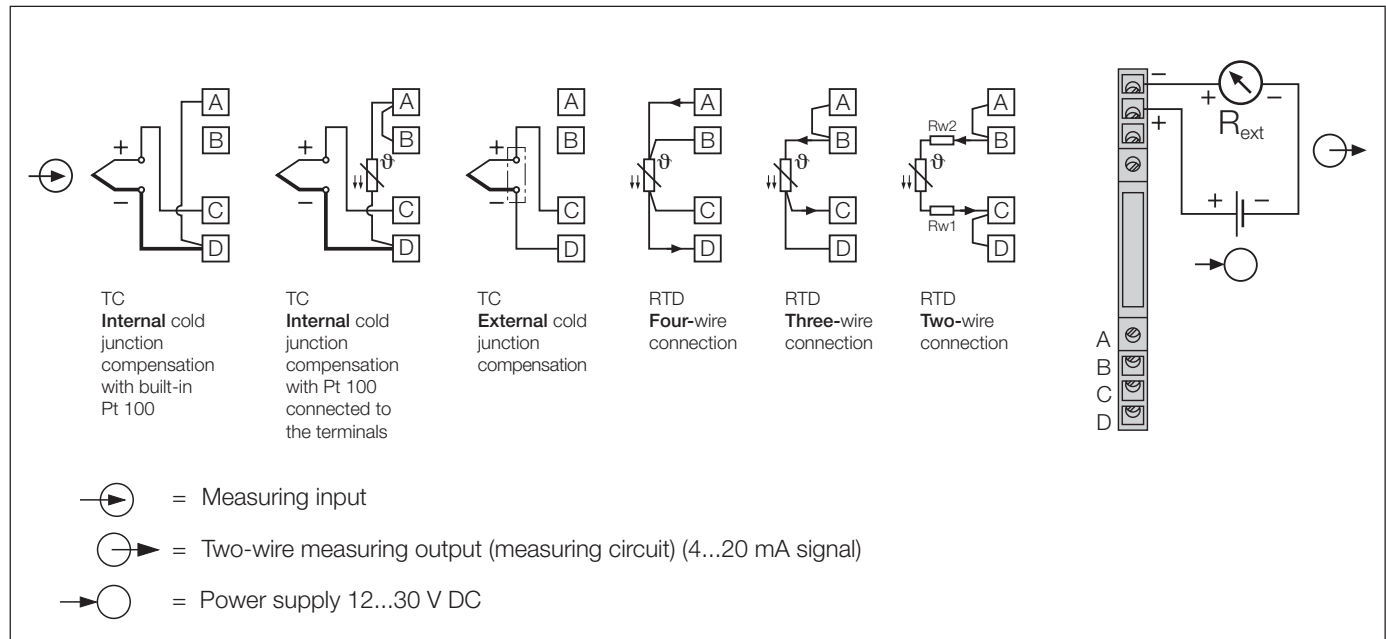 A
B
+
−
C
D
A
B
ϑ
+
−
C
D
A
B
+
−
C
D
A
B
ϑ
C
D
A
B
ϑ
C
D
A
B
Rw2
ϑ
Rw1
C
D
−
+
+ −
Rext
+ −
A
B
C
D
TC
Internal cold
junction
compensation
with built-in
Pt 100
TC
Internal cold
junction
compensation
with Pt 100
connected to
the terminals
TC
External cold
junction
compensation
RTD
Four-wire
connection
RTD
Three-wire
connection
RTD
Two-wire
connection
= Measuring input
= Two-wire measuring output (measuring circuit) (4...20 mA signal)
= Power supply 12...30 V DC